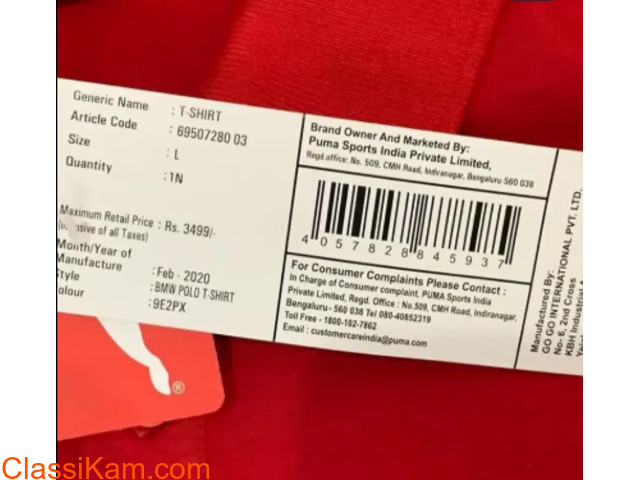 Generic Name : T-SHIRT
Article Code : 69507280 03
Size : L
Quantity : 1N
Maximum Retail Price : Rs. 3499/-
of all Taxes)
Month/Year of
Manufacture : Feb - 2020
tyle : BMW POLO T-SHIRT
olour : 9E2PX
Brand Owner And Marketed By:
Puma Sports India Private Limited,
Regd office: No. 509, CMH Road, Indiranagar, Bengaluru 560 038
4 057828 845937
For Consumer Complaints Please Contact :
In Charge of Consumer complaint, PUMA Sports India
Private Limited, Regd. Office : No.509, CMH Road, Indiranagar,
Bengaluru- 560 038 Tel 080-40852319
Toll Free - 1800-102-7862
Email : customercareindia@puma.com
Manufactured By:
GO GO INTERNATIONAL PVT. LTD.
No- 6, 2nd Cross
KBH Industrial
®
ClassiKam.com